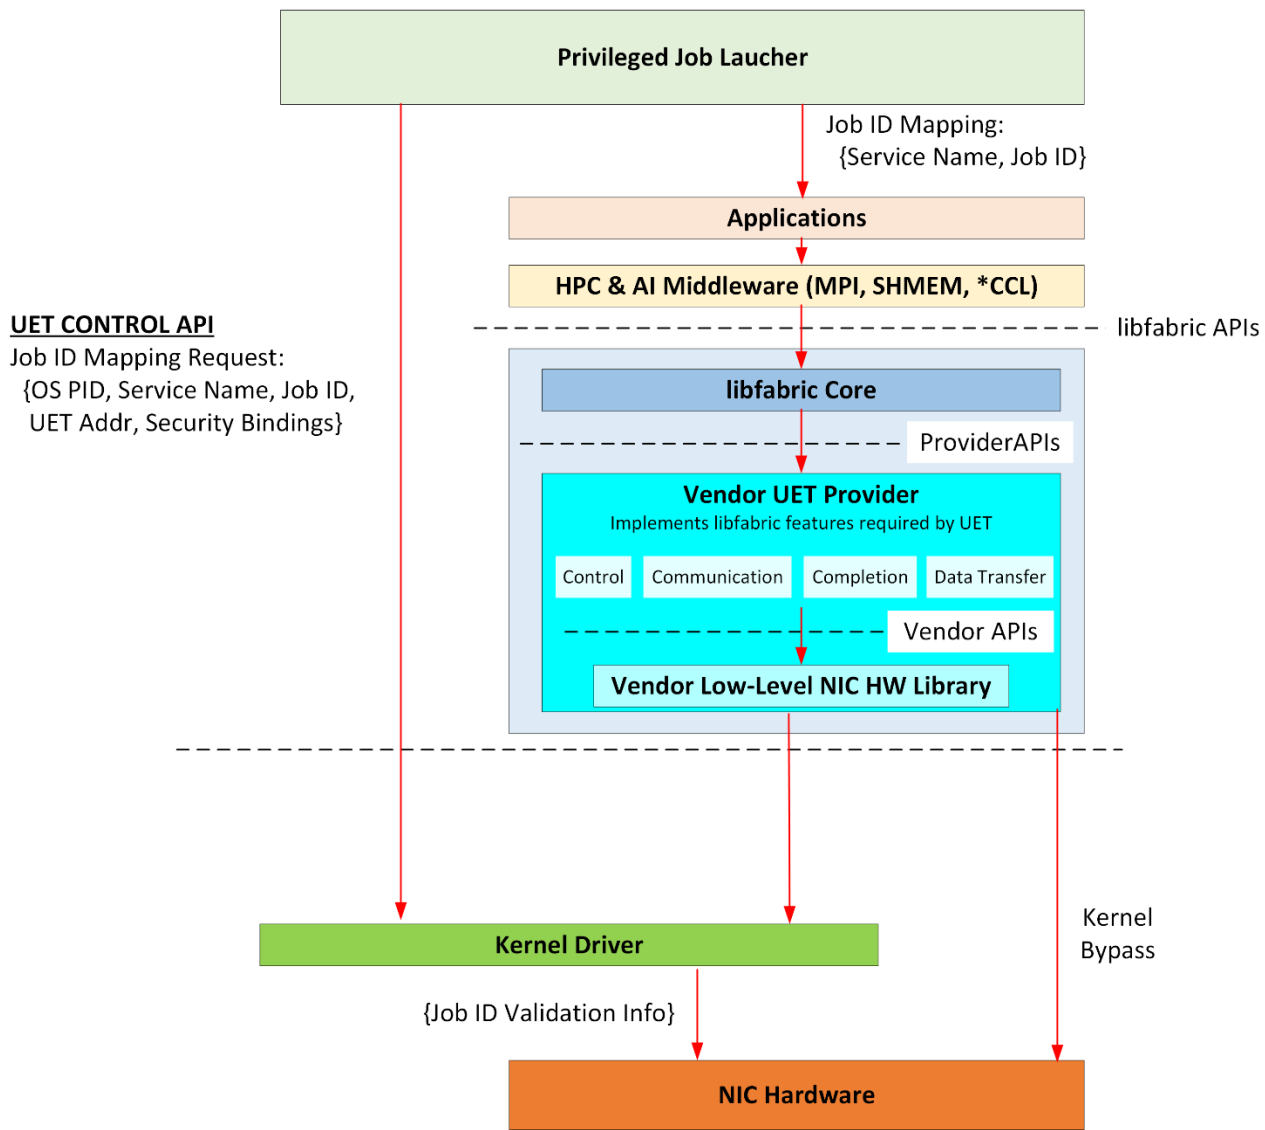 Privileged Job Laucher
Job ID Mapping:
{Service Name, Job ID}
Applications
HPC & AI Middleware (MPI, SHMEM, *CCL)
UET CONTROL API
Job ID Mapping Request:
{OS PID, Service Name, Job ID,
UET Addr, Security Bindings}
libfabric APIs
libfabric Core
ProviderAPIs
Vendor UET Provider
Implements libfabric features required by UET
Control
Communication
Completion
Data Transfer
Vendor APIs
Vendor Low-Level NIC HW Library
Kernel
Bypass
Kernel Driver
{Job ID Validation Info}
NIC Hardware